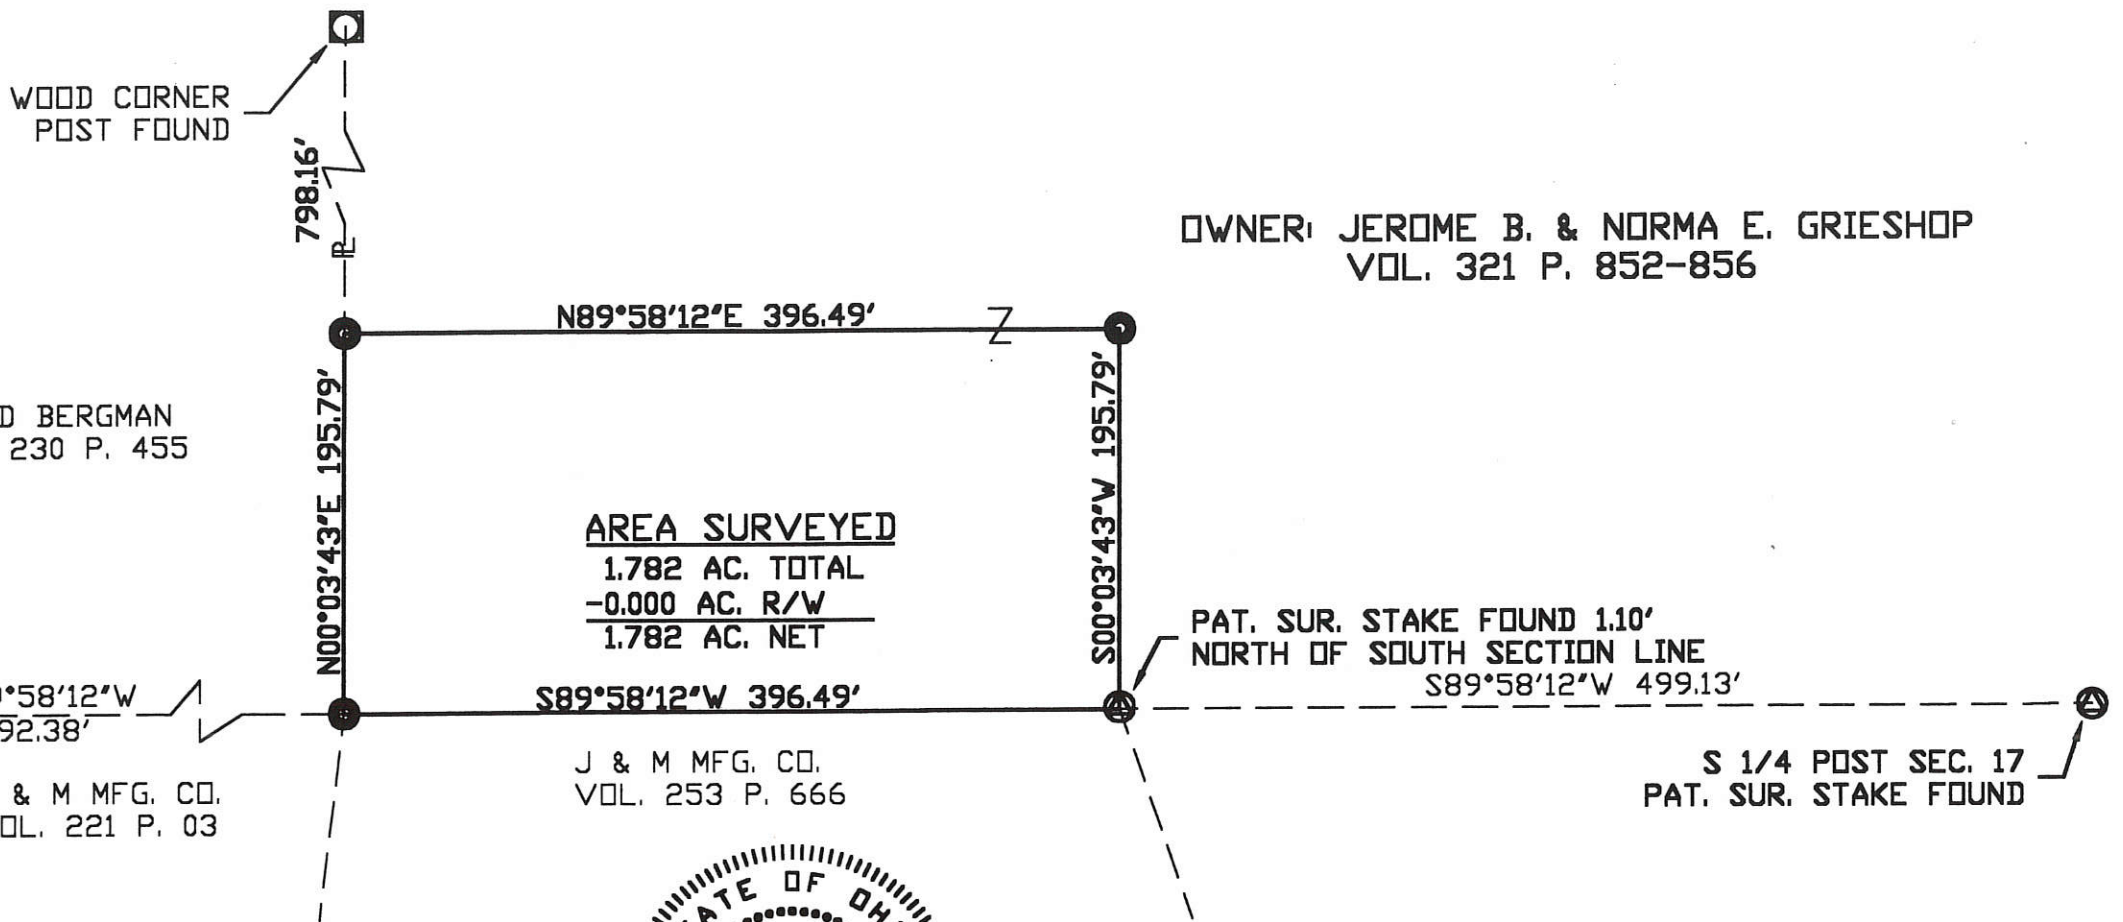 WOOD CORNER
POST FOUND
798.16'
PL
OWNER: JEROME B. & NORMA E. GRIESHOP
VOL. 321 P. 852-856
N89°58'12"E 396.49'
Z
D BERGMAN
230 P. 455
N00°03'43"E 195.79'
S00°03'43"W 195.79'
AREA SURVEYED
1.782 AC. TOTAL
-0.000 AC. R/W
1.782 AC. NET
PAT. SUR. STAKE FOUND 1.10'
NORTH OF SOUTH SECTION LINE
S89°58'12"W 499.13'
°58'12"W
92.38'
S89°58'12"W 396.49'
J & M MFG. CO.
VOL. 253 P. 666
& M MFG. CO.
OL. 221 P. 03
S 1/4 POST SEC. 17
PAT. SUR. STAKE FOUND
ATE OF OH